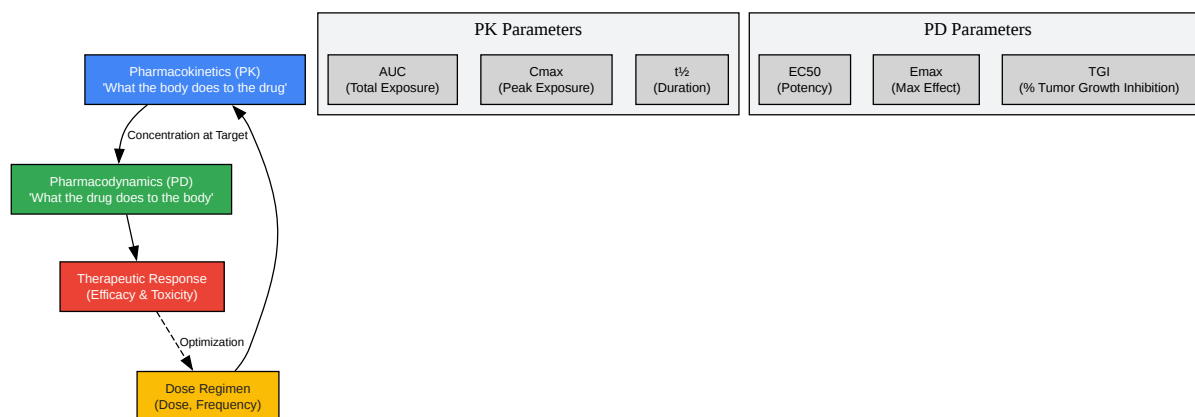 PK Parameters
AUC
(Total Exposure)
Cmax
(Peak Exposure)
t½
(Duration)
PD Parameters
EC50
(Potency)
Emax
(Max Effect)
TGI
(% Tumor Growth Inhibition)
Pharmacokinetics (PK)
'What the body does to the drug'
Concentration at Target
Pharmacodynamics (PD)
'What the drug does to the body'
Therapeutic Response
(Efficacy & Toxicity)
Optimization
Dose Regimen
(Dose, Frequency)